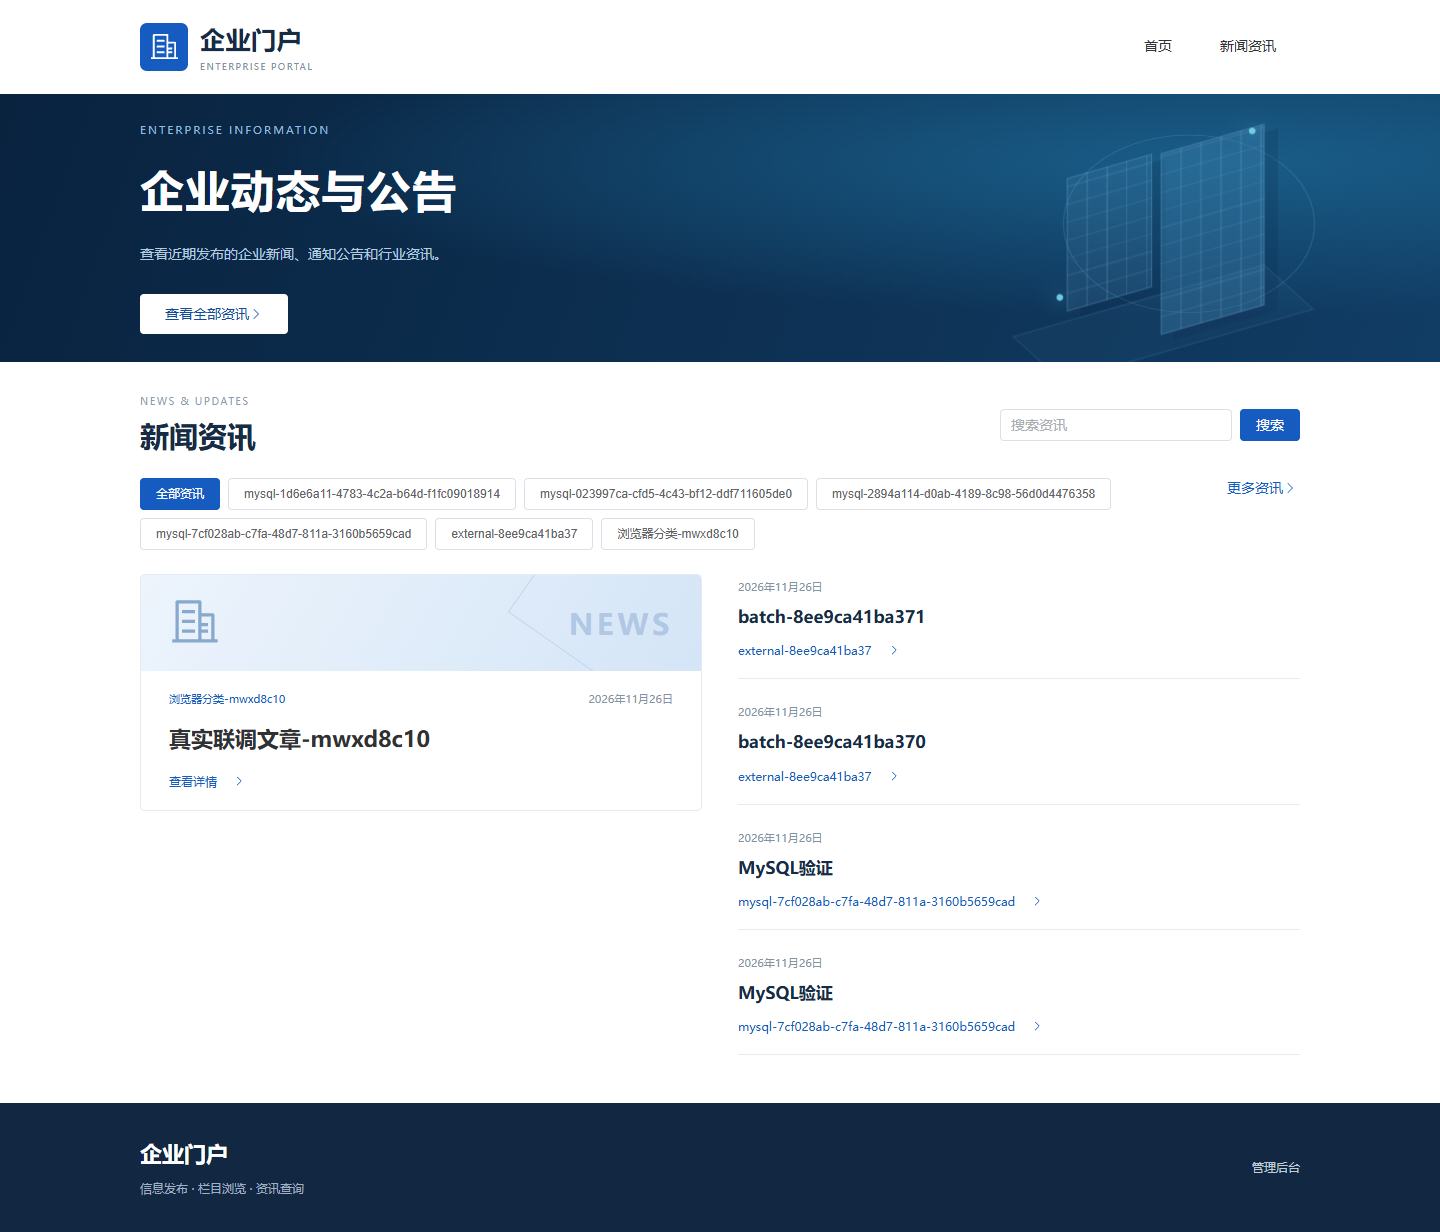 企业门户
ENTERPRISE PORTAL
首页
新闻资讯
ENTERPRISE INFORMATION
企业动态与公告
查看近期发布的企业新闻、通知公告和行业资讯。
查看全部资讯
NEWS & UPDATES
新闻资讯
搜索资讯
搜索
全部资讯
mysql-1d6e6a11-4783-4c2a-b64d-f1fc09018914
mysql-023997ca-cfd5-4c43-bf12-ddf711605de0
mysql-2894a114-d0ab-4189-8c98-56d0d4476358
更多资讯
mysql-7cf028ab-c7fa-48d7-811a-3160b5659cad
external-8ee9ca41ba37
浏览器分类-mwxd8c10
NEWS
浏览器分类-mwxd8c10
2026年11月26日
真实联调文章-mwxd8c10
查看详情
2026年11月26日
batch-8ee9ca41ba371
external-8ee9ca41ba37
2026年11月26日
batch-8ee9ca41ba370
external-8ee9ca41ba37
2026年11月26日
MySQL验证
mysql-7cf028ab-c7fa-48d7-811a-3160b5659cad
2026年11月26日
MySQL验证
mysql-7cf028ab-c7fa-48d7-811a-3160b5659cad
企业门户
信息发布 · 栏目浏览 · 资讯查询
管理后台